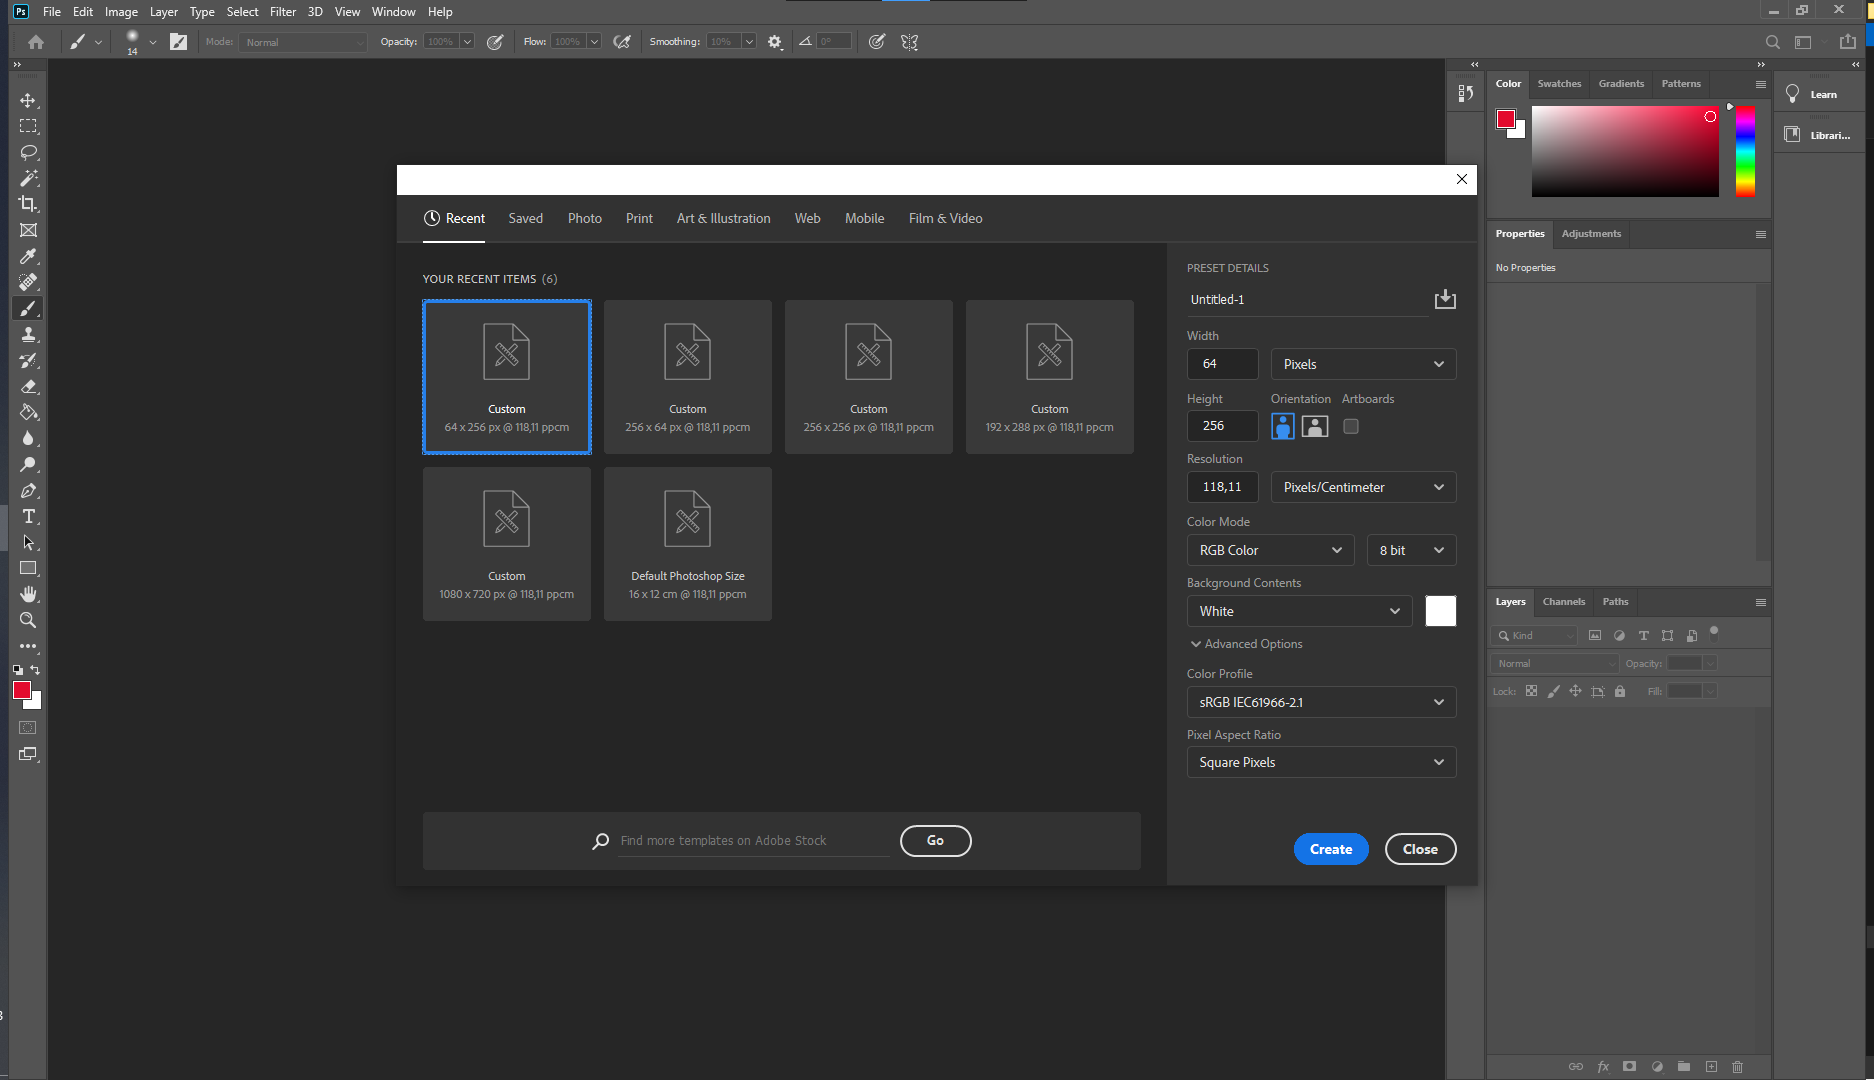 Ps File Edit Image Layer Type Select Filter 3D View Window Help
14 Mode: Normal Opacity: 100% Flow: 100% Smoothing: 10% 0°
Color Swatches Gradients Patterns
Learn
Librari...
Recent Saved Photo Print Art & Illustration Web Mobile Film & Video
YOUR RECENT ITEMS (6)
Custom
64 x 256 px @ 118,11 ppcm
Custom
256 x 64 px @ 118,11 ppcm
Custom
256 x 256 px @ 118,11 ppcm
Custom
192 x 288 px @ 118,11 ppcm
Custom
1080 x 720 px @ 118,11 ppcm
Default Photoshop Size
16 x 12 cm @ 118,11 ppcm
Find more templates on Adobe Stock Go
PRESET DETAILS
Untitled-1
Width
64 Pixels
Height Orientation Artboards
256
Resolution
118,11 Pixels/Centimeter
Color Mode
RGB Color 8 bit
Background Contents
White
Advanced Options
Color Profile
sRGB IEC61966-2.1
Pixel Aspect Ratio
Square Pixels
Create Close
Properties Adjustments
No Properties
Layers Channels Paths
Kind
Normal Opacity:
Lock: Fill:
fx